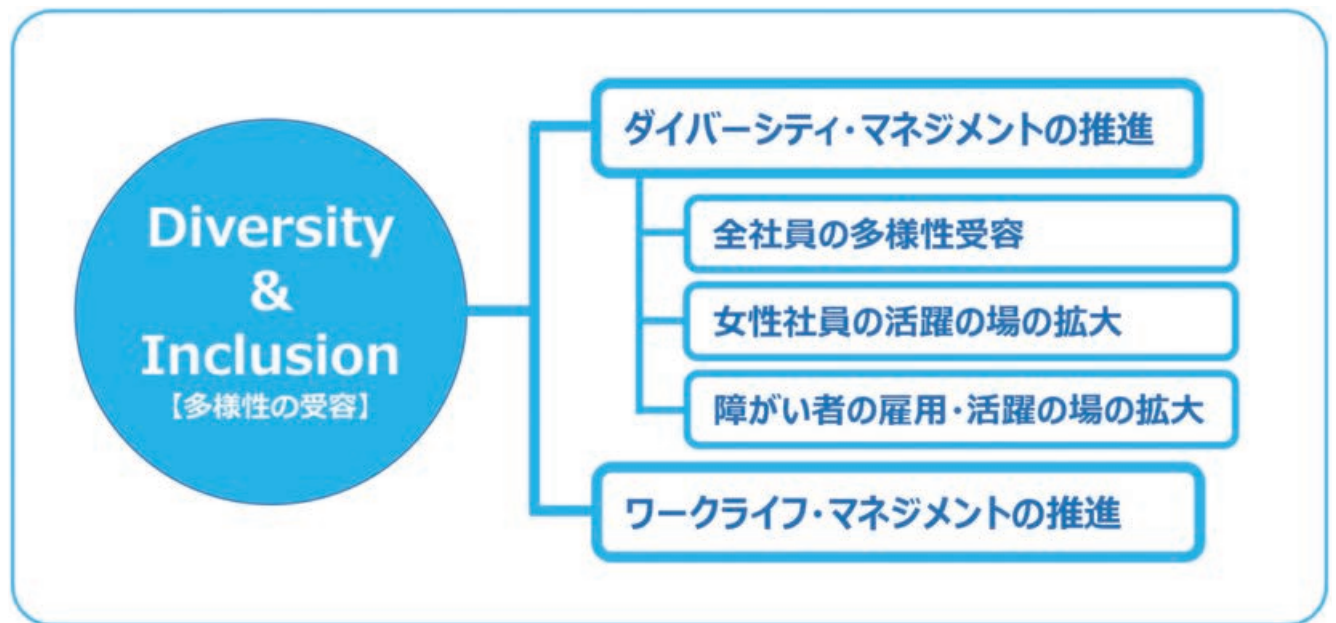 Diversity
&
Inclusion
【多様性の受容】
ダイバーシティ・マネジメントの推進
全社員の多様性受容
女性社員の活躍の場の拡大
障がい者の雇用・活躍の場の拡大
ワークライフ・マネジメントの推進